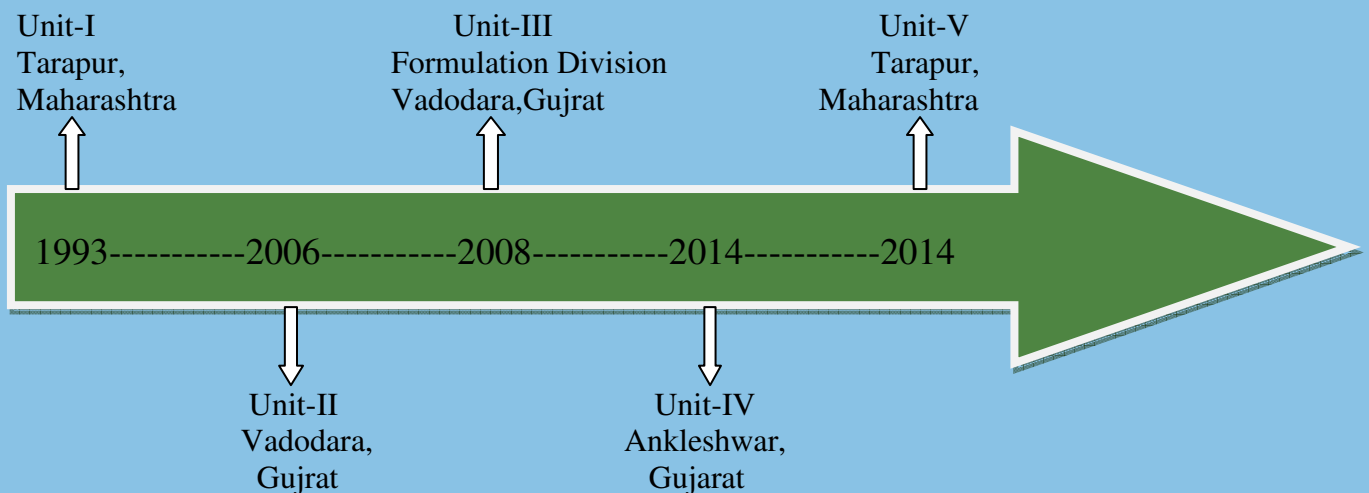 Unit-I
Tarapur,
Maharashtra
Unit-III
Formulation Division
Vadodara,Gujrat
Unit-V
Tarapur,
Maharashtra
1993-----------2006-----------2008-----------2014-----------2014
Unit-II
Vadodara,
Gujrat
Unit-IV
Ankleshwar,
Gujarat